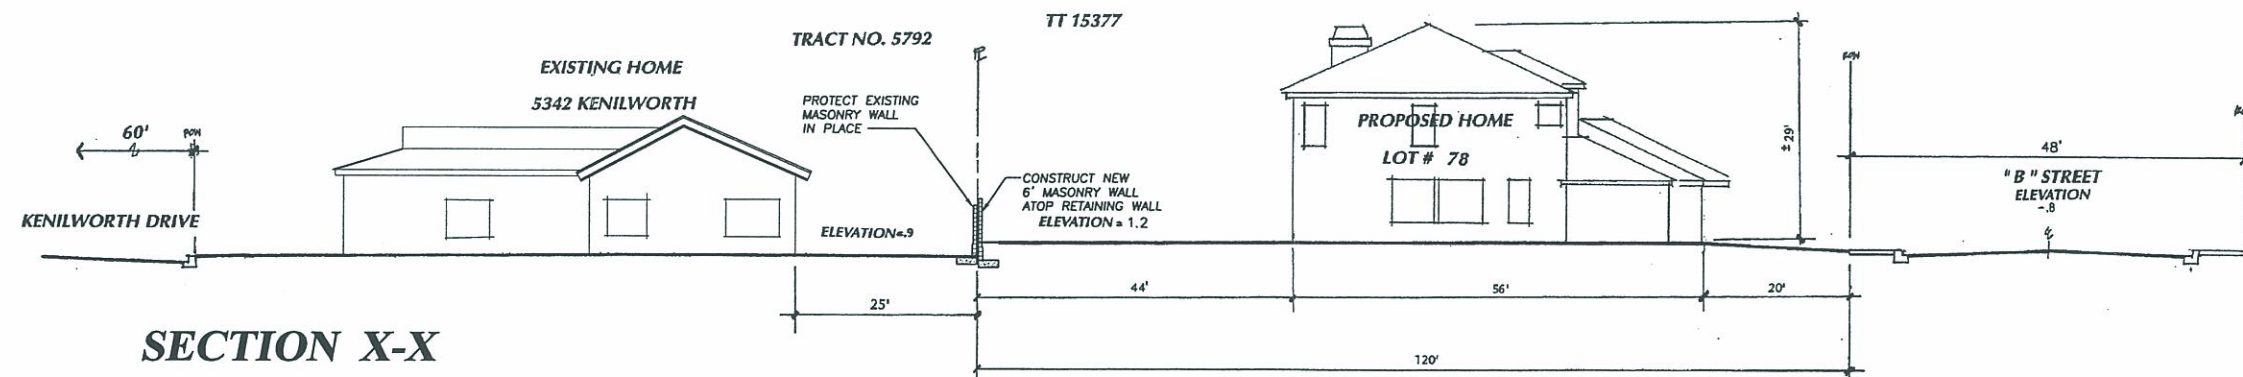 TT 15377
TRACT NO. 5792
EXISTING HOME
5342 KENILWORTH
PROTECT EXISTING
MASONRY WALL
IN PLACE
60'
ROW
KENILWORTH DRIVE
ELEVATION=.9
CONSTRUCT NEW
6' MASONRY WALL
ATOP RETAINING WALL
ELEVATION = 1.2
PROPOSED HOME
LOT # 78
± 29'
ROW
48'
"B" STREET
ELEVATION
-.8
25'
44'
56'
20'
120'
SECTION X-X